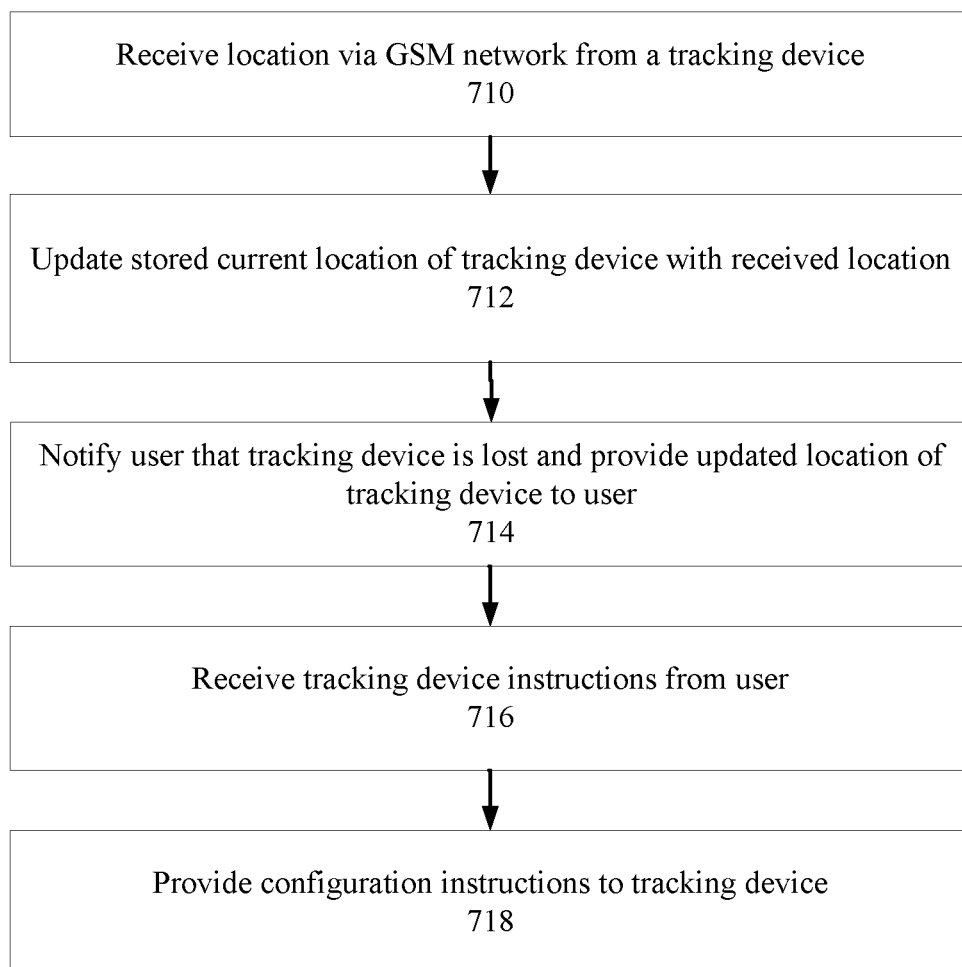 Receive location via GSM network from a tracking device
710
Update stored current location of tracking device with received location
712
Notify user that tracking device is lost and provide updated location of
tracking device to user
714
Receive tracking device instructions from user
716
Provide configuration instructions to tracking device
718